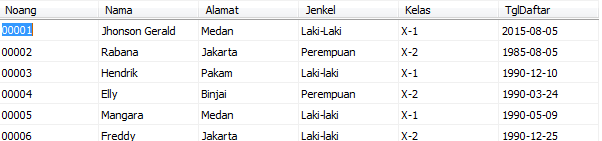 Noang Nama Alamat Jenkel Kelas TglDaftar
00001 Jhonson Gerald Medan Laki-Laki X-1 2015-08-05
00002 Rabana Jakarta Perempuan X-2 1985-08-05
00003 Hendrik Pakam Laki-laki X-1 1990-12-10
00004 Elly Binjai Perempuan X-2 1990-03-24
00005 Mangara Medan Laki-laki X-1 1990-05-09
00006 Freddy Jakarta Laki-laki X-2 1990-12-25